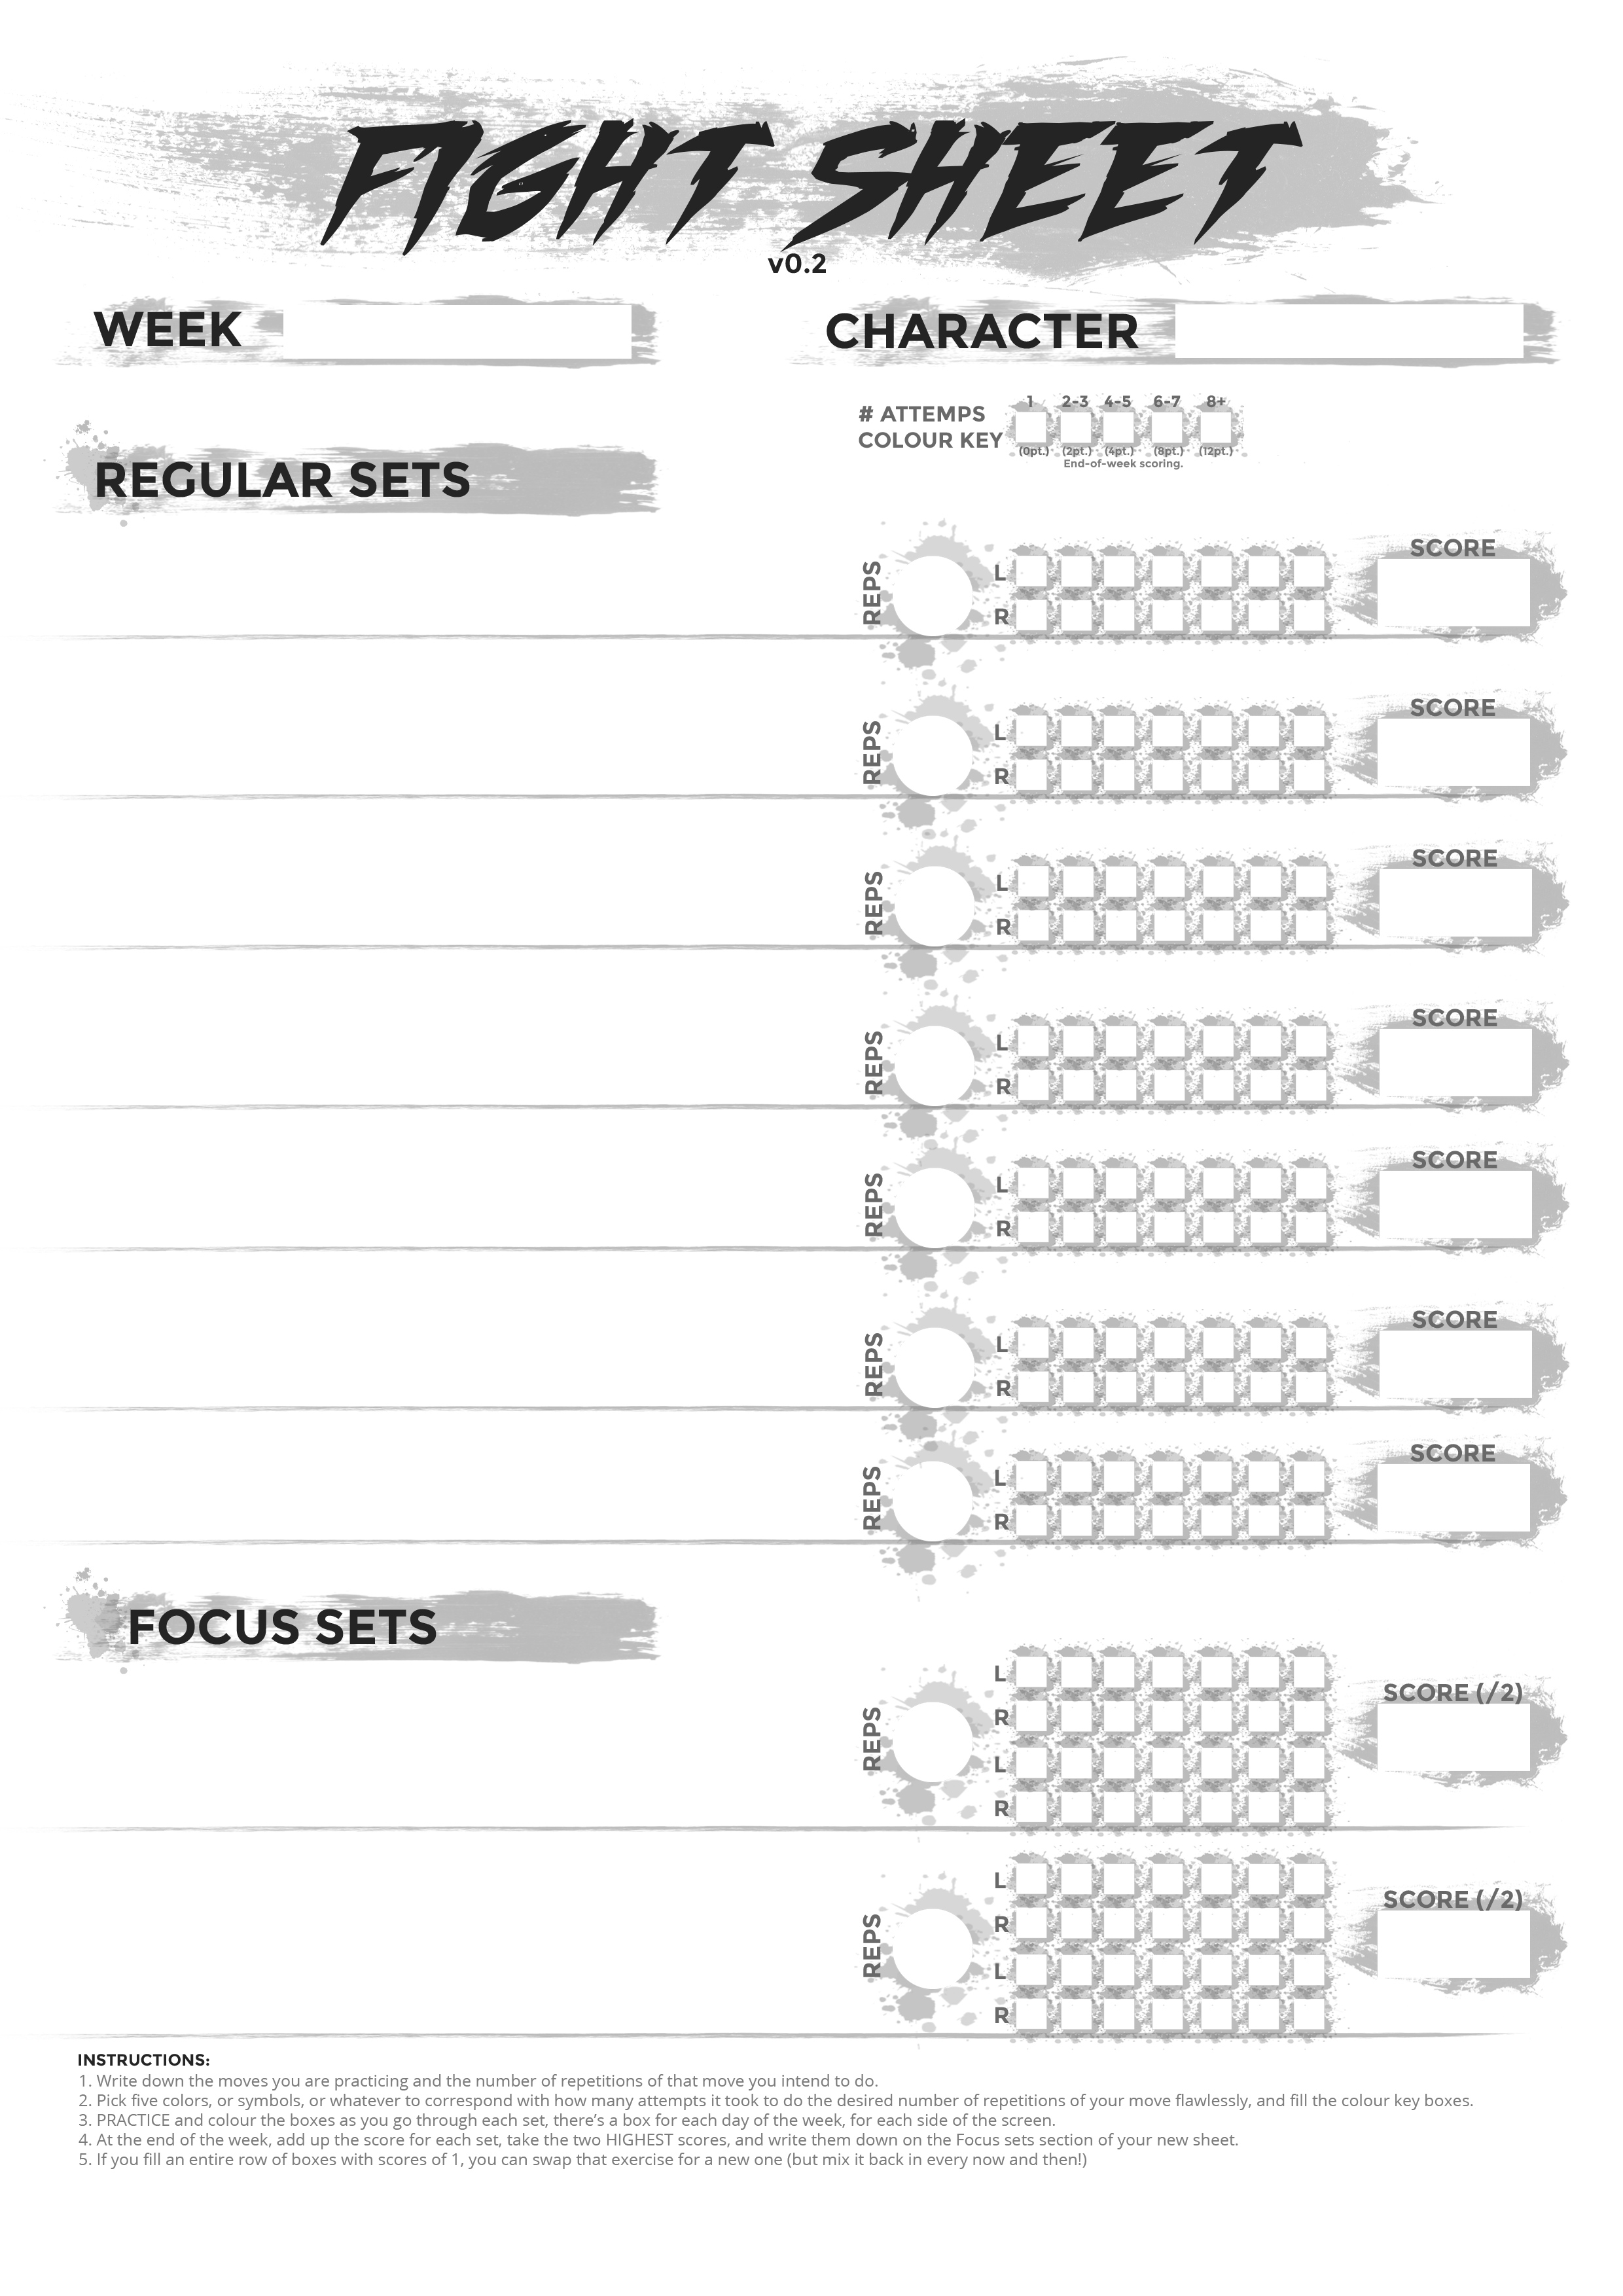 FIGHT SHEET
v0.2
WEEK
CHARACTER
# ATTEMPS
COLOUR KEY
1 2-3 4-5 6-7 8+
(0pt.) (2pt.) (4pt.) (8pt.) (12pt.)
End-of-week scoring.
REGULAR SETS
SCORE
REPS
L
R
SCORE
REPS
L
R
SCORE
REPS
L
R
SCORE
REPS
L
R
SCORE
REPS
L
R
SCORE
REPS
L
R
SCORE
REPS
L
R
FOCUS SETS
SCORE (/2)
REPS
L
R
L
R
SCORE (/2)
REPS
L
R
L
R
INSTRUCTIONS:
1. Write down the moves you are practicing and the number of repetitions of that move you intend to do.
2. Pick five colors, or symbols, or whatever to correspond with how many attempts it took to do the desired number of repetitions of your move flawlessly, and fill the colour key boxes.
3. PRACTICE and colour the boxes as you go through each set, there's a box for each day of the week, for each side of the screen.
4. At the end of the week, add up the score for each set, take the two HIGHEST scores, and write them down on the Focus sets section of your new sheet.
5. If you fill an entire row of boxes with scores of 1, you can swap that exercise for a new one (but mix it back in every now and then!)